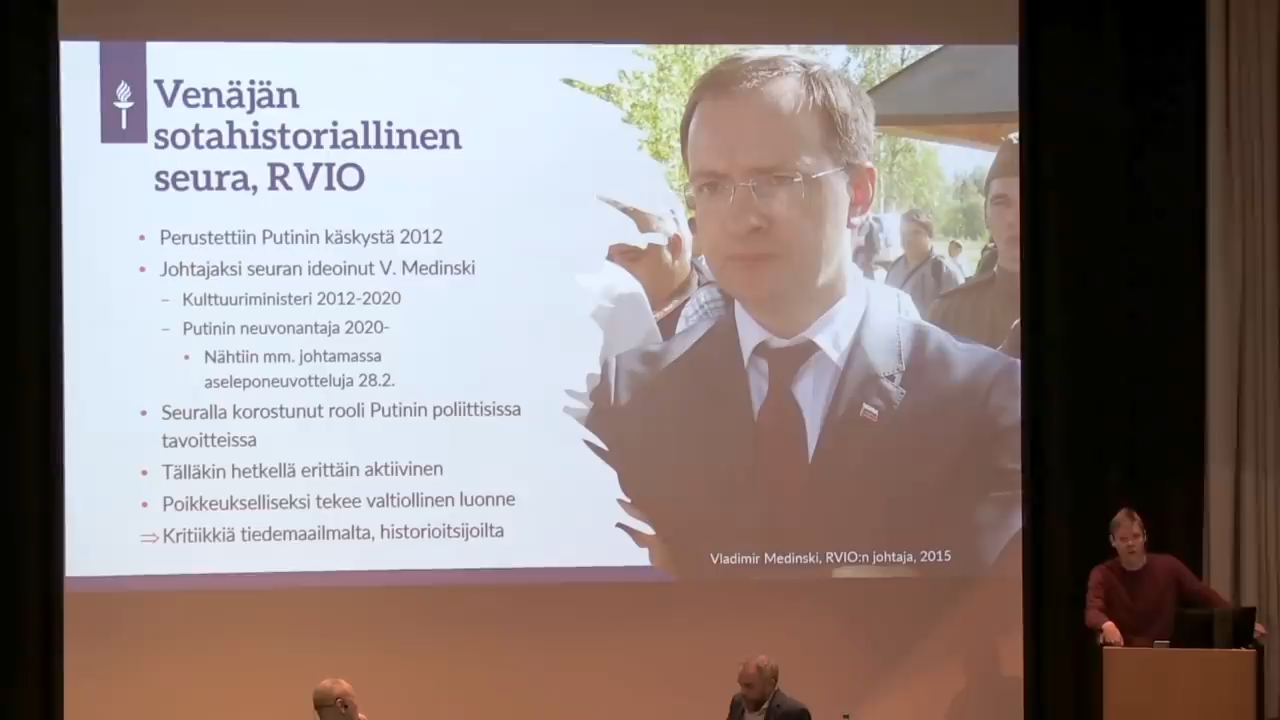 Venäjän
sotahistoriallinen
seura, RVIO
• Perustettiin Putinin käskystä 2012
• Johtajaksi seuran ideoinut V. Medinski
– Kulttuuriministeri 2012-2020
– Putinin neuvonantaja 2020-
• Nähtiin mm. johtamassa
aseleponeuvotteluja 28.2.
• Seuralla korostunut rooli Putinin poliittisissa
tavoitteissa
• Tälläkin hetkellä erittäin aktiivinen
• Poikkeukselliseksi tekee valtiollinen luonne
⇒ Kritiikkiä tiedemaailmalta, historioitsijoilta
Vladimir Medinski, RVIO:n johtaja, 2015